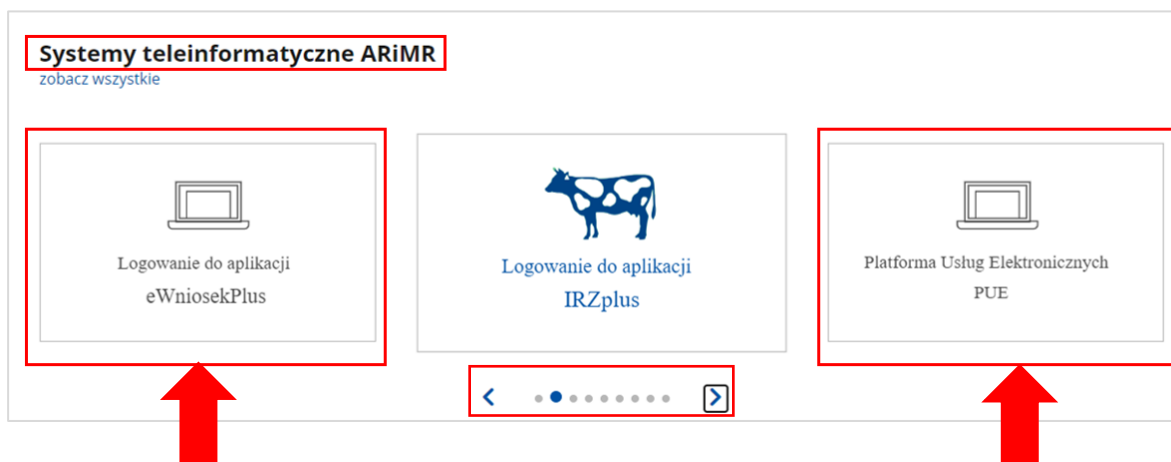 Systemy teleinformatyczne ARiMR
zobacz wszystkie
Logowanie do aplikacji
eWniosekPlus
Logowanie do aplikacji
IRZplus
Platforma Usług Elektronicznych
PUE